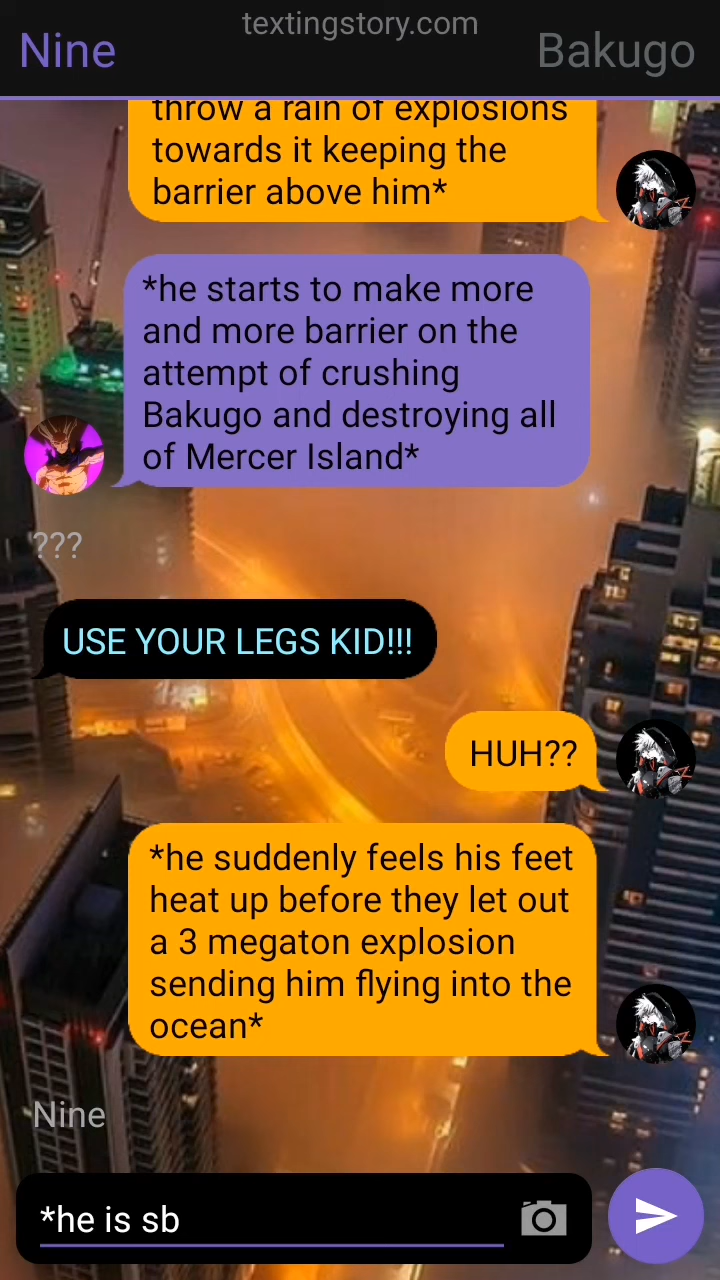 textingstory.com
Nine
Bakugo
throw a rain of explosions
towards it keeping the
barrier above him*
*he starts to make more
and more barrier on the
attempt of crushing
Bakugo and destroying all
of Mercer Island*
???
USE YOUR LEGS KID!!!
HUH??
*he suddenly feels his feet
heat up before they let out
a 3 megaton explosion
sending him flying into the
ocean*
Nine
*he is sb